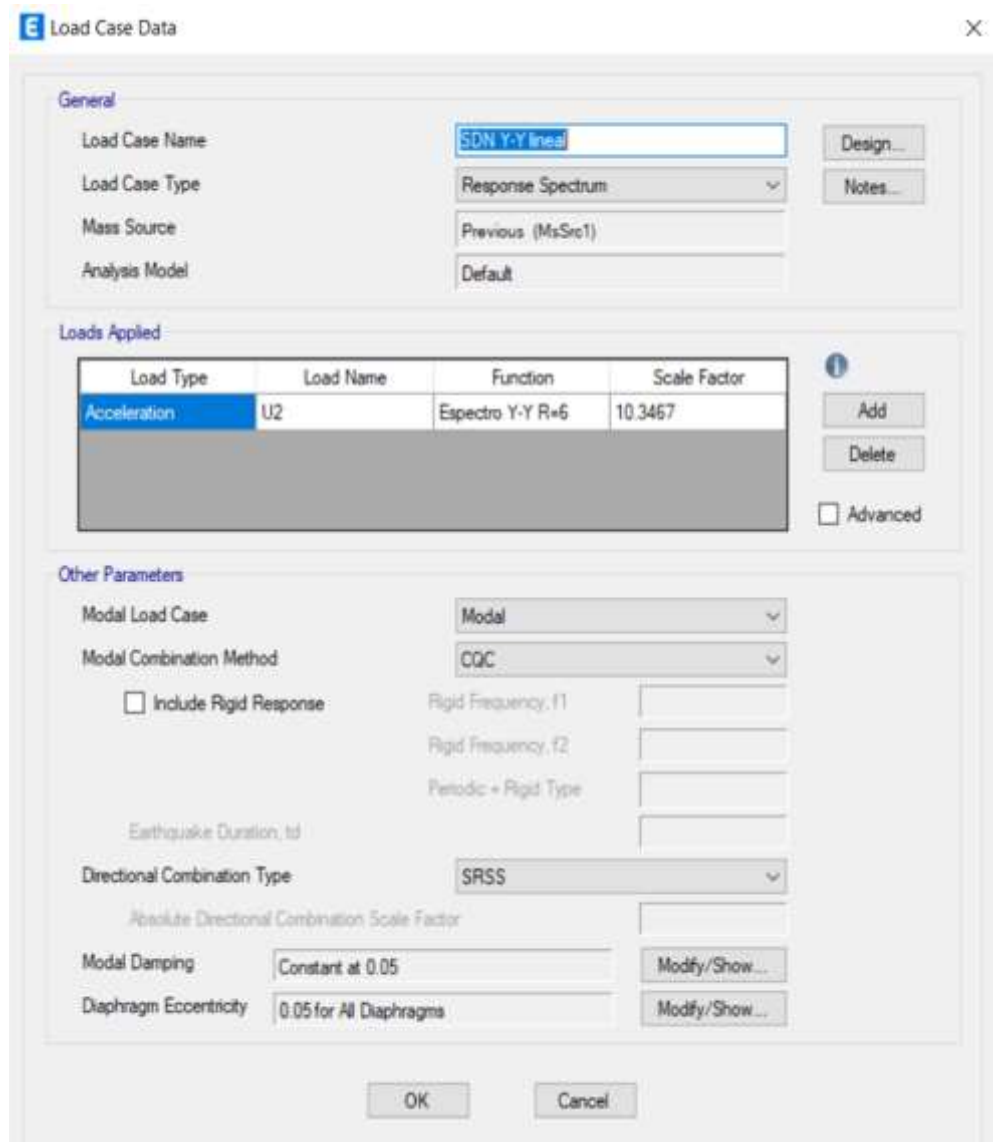 E Load Case Data
General
Load Case Name SDN Y-Y lineal Design...
Load Case Type Response Spectrum Notes...
Mass Source Previous (MsSrc1)
Analysis Model Default
Loads Applied
Load Type Load Name Function Scale Factor
Acceleration U2 Espectro Y-Y R=6 10.3467
Add
Delete
Advanced
Other Parameters
Modal Load Case Modal
Modal Combination Method CQC
Include Rigid Response Rigid Frequency, f1
Rigid Frequency, f2
Periodic + Rigid Type
Earthquake Duration, td
Directional Combination Type SRSS
Absolute Directional Combination Scale Factor
Modal Damping Constant at 0.05 Modify/Show...
Diaphragm Eccentricity 0.05 for All Diaphragms Modify/Show...
OK Cancel